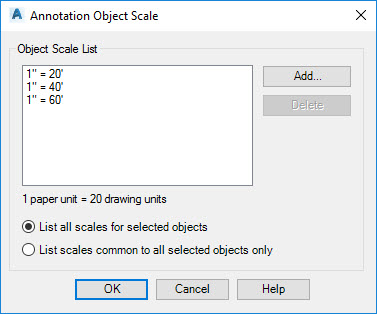 Annotation Object Scale
Object Scale List
1" = 20'
1" = 40'
1" = 60'
Add...
Delete
1 paper unit = 20 drawing units
List all scales for selected objects
List scales common to all selected objects only
OK
Cancel
Help